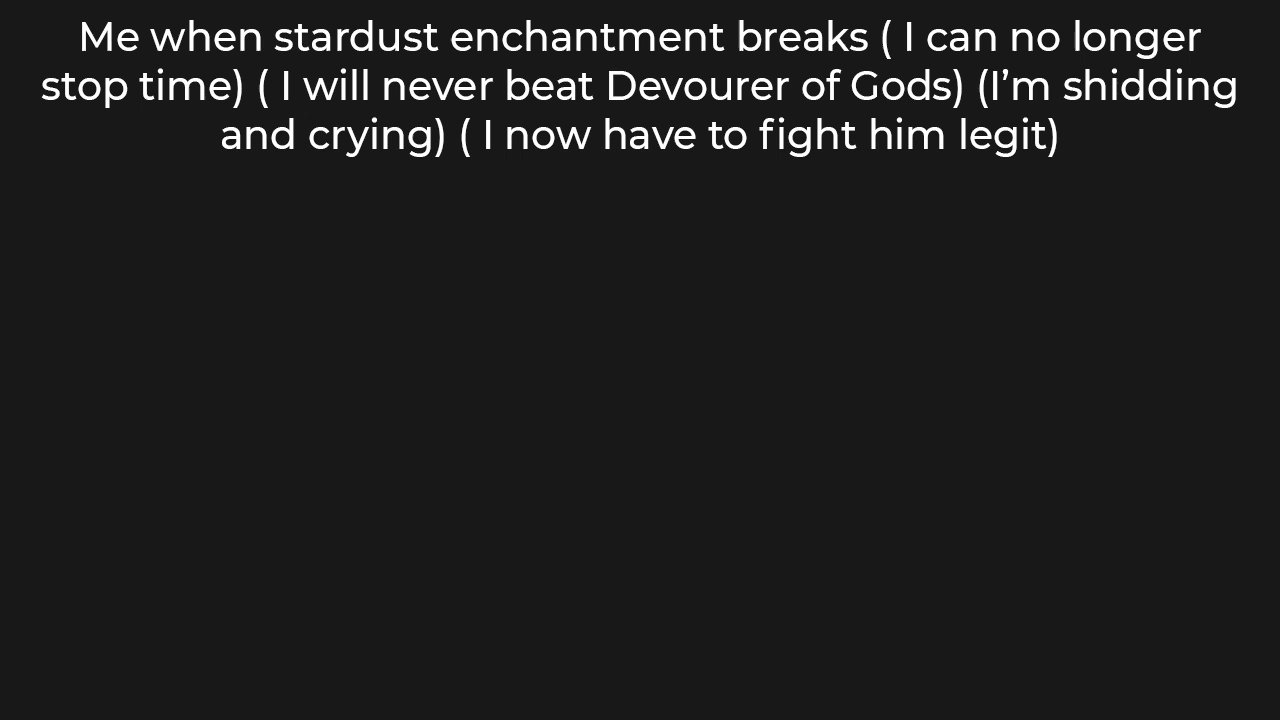 Me when stardust enchantment breaks ( I can no longer
stop time) ( I will never beat Devourer of Gods) (I’m shidding
and crying) ( I now have to fight him legit)